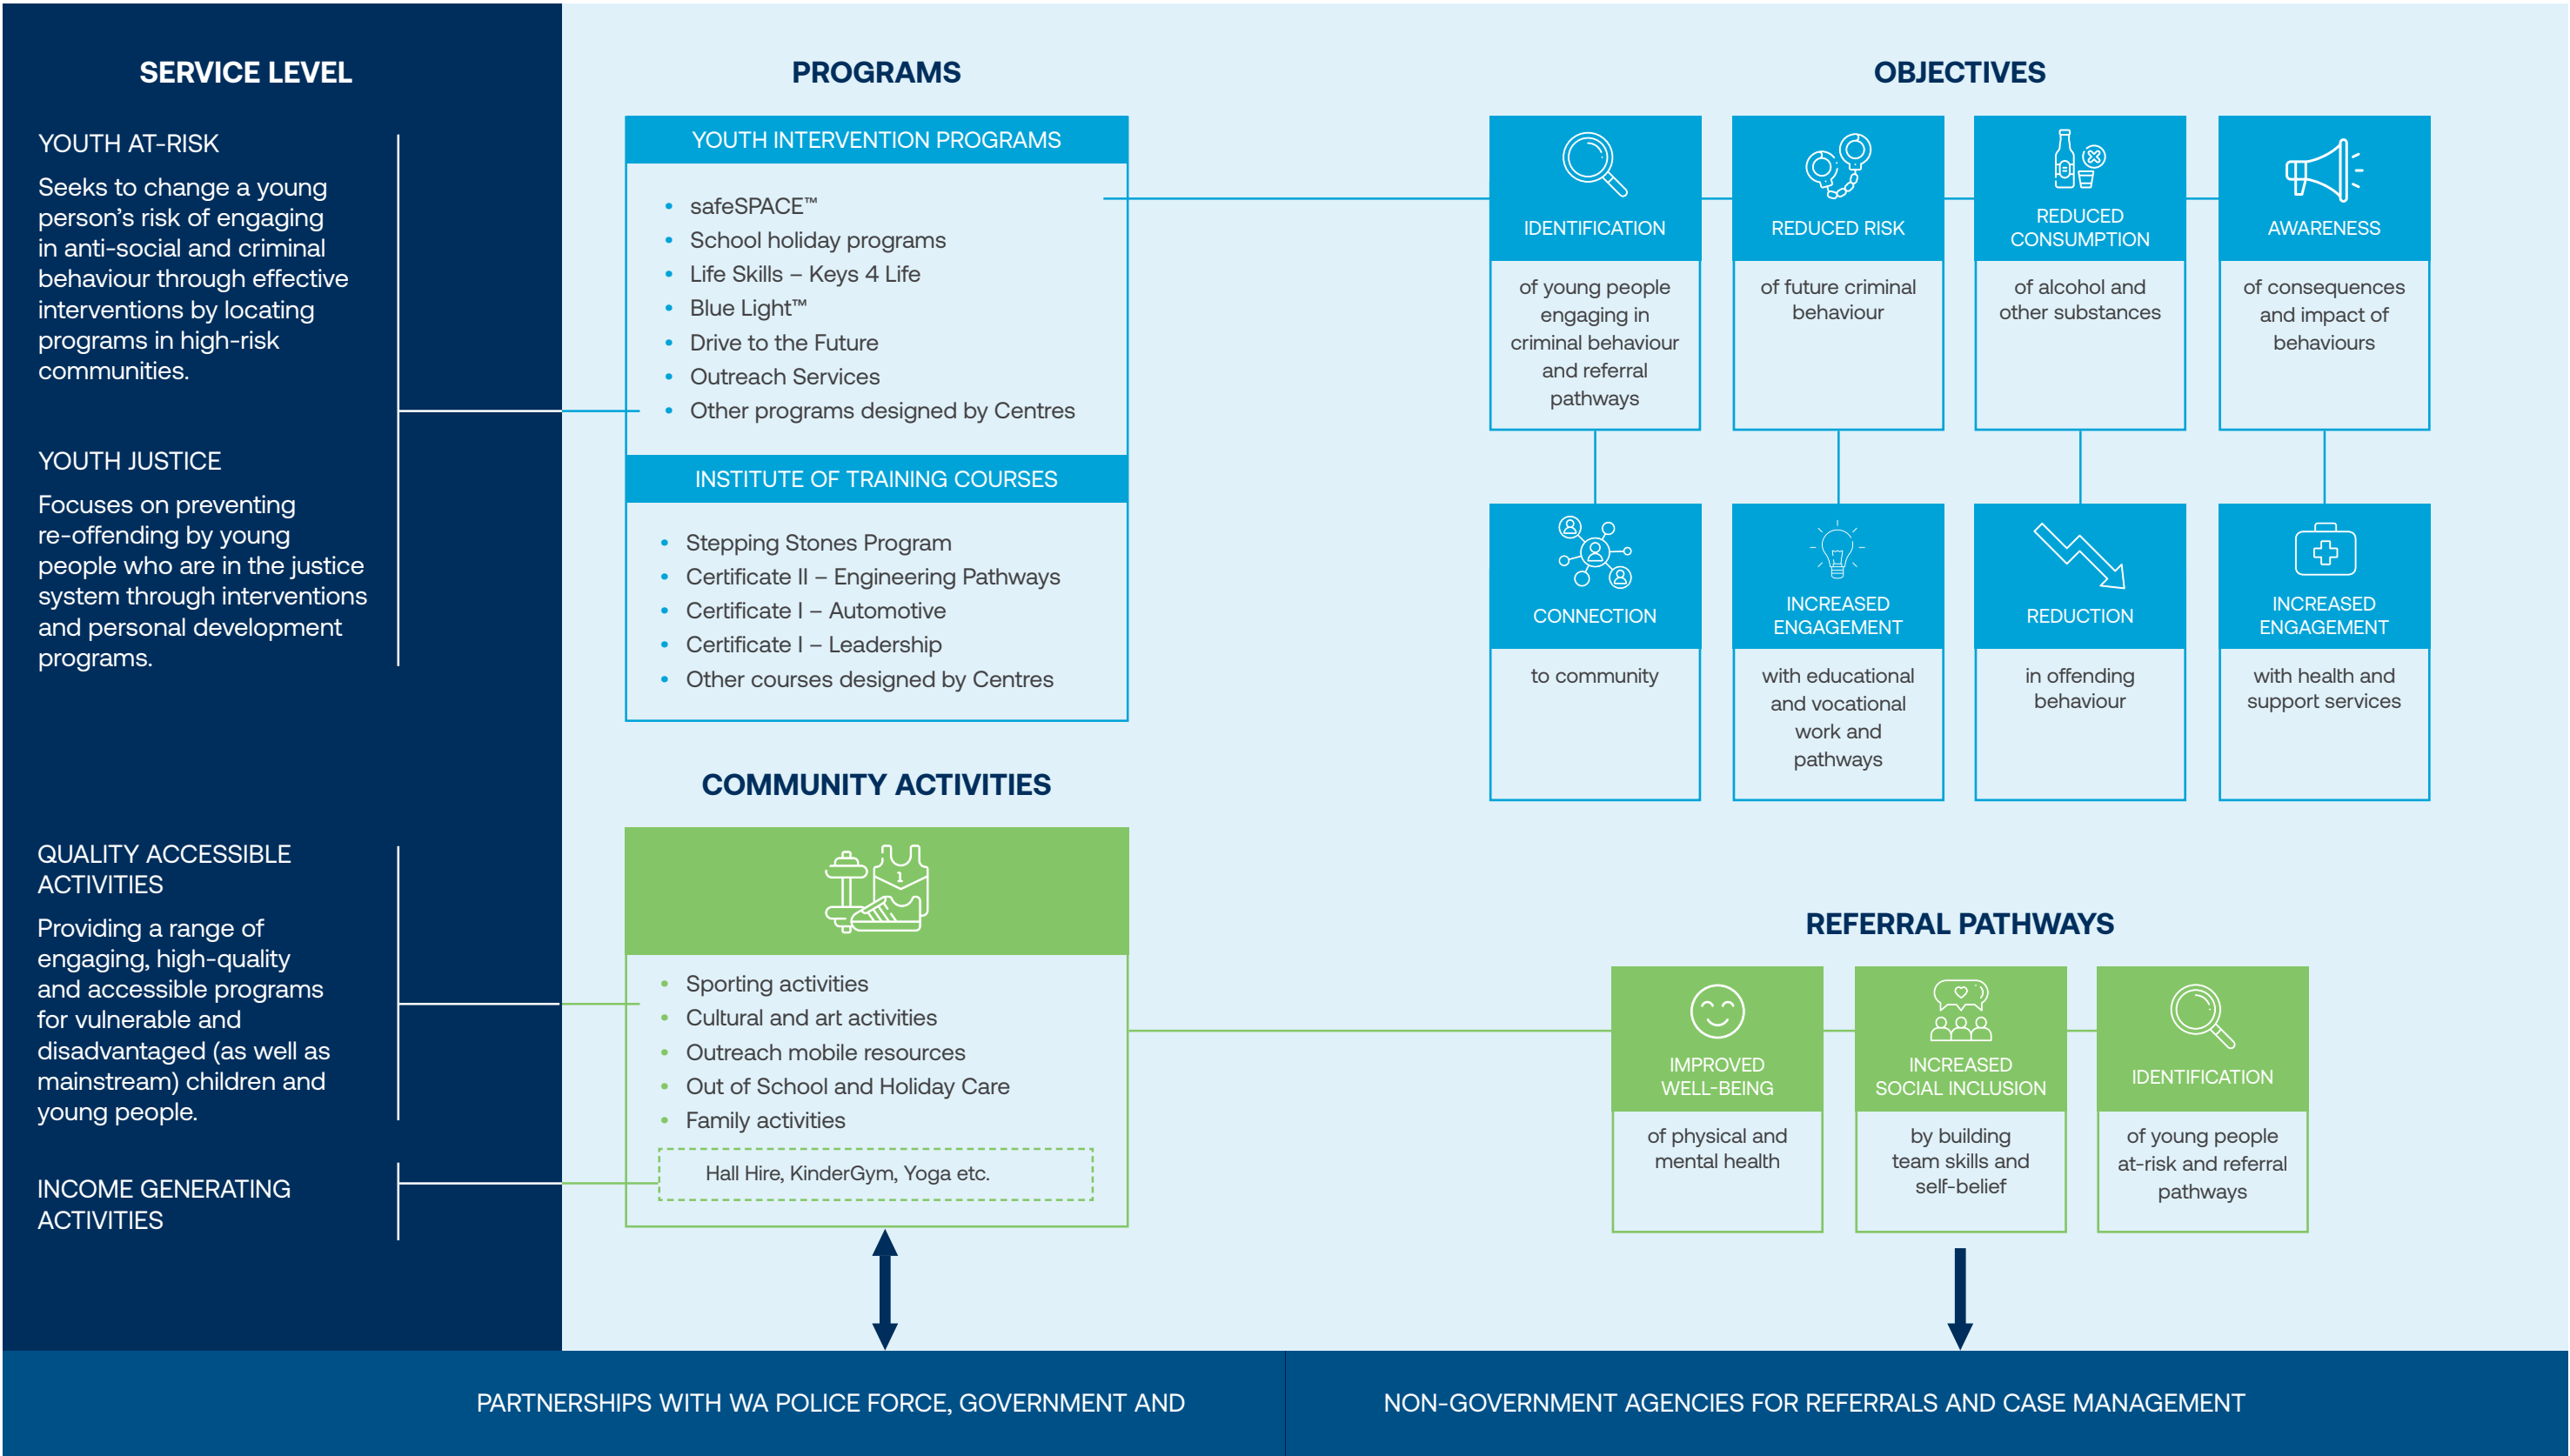 SERVICE LEVEL
YOUTH AT-RISK
Seeks to change a young
person’s risk of engaging
in anti-social and criminal
behaviour through effective
interventions by locating
programs in high-risk
communities.
YOUTH JUSTICE
Focuses on preventing
re-offending by young
people who are in the justice
system through interventions
and personal development
programs.
QUALITY ACCESSIBLE
ACTIVITIES
Providing a range of
engaging, high-quality
and accessible programs
for vulnerable and
disadvantaged (as well as
mainstream) children and
young people.
INCOME GENERATING
ACTIVITIES
PROGRAMS
YOUTH INTERVENTION PROGRAMS
• safeSPACE™
• School holiday programs
• Life Skills – Keys 4 Life
• Blue Light™
• Drive to the Future
• Outreach Services
• Other programs designed by Centres
INSTITUTE OF TRAINING COURSES
• Stepping Stones Program
• Certificate II – Engineering Pathways
• Certificate I – Automotive
• Certificate I – Leadership
• Other courses designed by Centres
COMMUNITY ACTIVITIES
1
• Sporting activities
• Cultural and art activities
• Outreach mobile resources
• Out of School and Holiday Care
• Family activities
Hall Hire, KinderGym, Yoga etc.
OBJECTIVES
IDENTIFICATION
of young people
engaging in
criminal behaviour
and referral
pathways
REDUCED RISK
of future criminal
behaviour
REDUCED
CONSUMPTION
of alcohol and
other substances
AWARENESS
of consequences
and impact of
behaviours
CONNECTION
to community
INCREASED
ENGAGEMENT
with educational
and vocational
work and
pathways
REDUCTION
in offending
behaviour
INCREASED
ENGAGEMENT
with health and
support services
REFERRAL PATHWAYS
IMPROVED
WELL-BEING
of physical and
mental health
INCREASED
SOCIAL INCLUSION
by building
team skills and
self-belief
IDENTIFICATION
of young people
at-risk and referral
pathways
PARTNERSHIPS WITH WA POLICE FORCE, GOVERNMENT AND
NON-GOVERNMENT AGENCIES FOR REFERRALS AND CASE MANAGEMENT